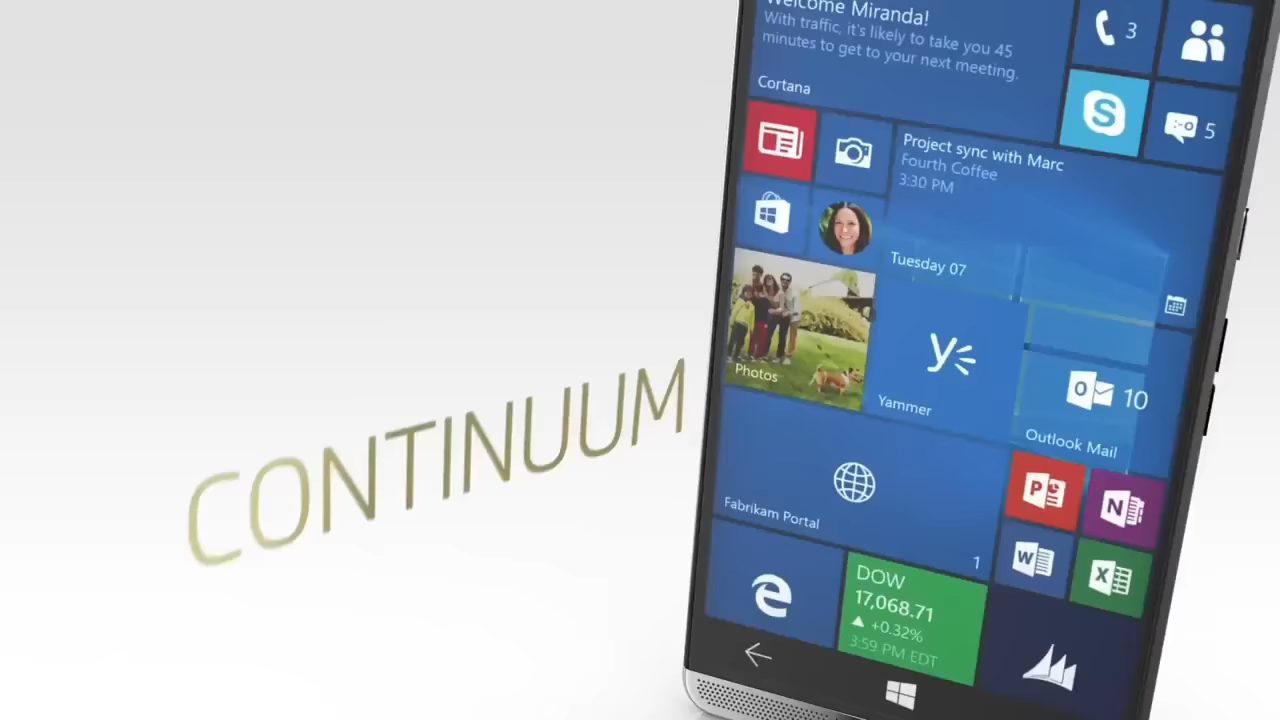 Welcome Miranda!
With traffic, it's likely to take you 45
minutes to get to your next meeting.
Cortana
3
5
Project sync with Marc
Fourth Coffee
3:30 PM
Tuesday 07
Photos
Yammer
10
Outlook Mail
Fabrikam Portal
1
DOW
17,068.71
▲ +0.32%
3:59 PM EDT
CONTINUUM